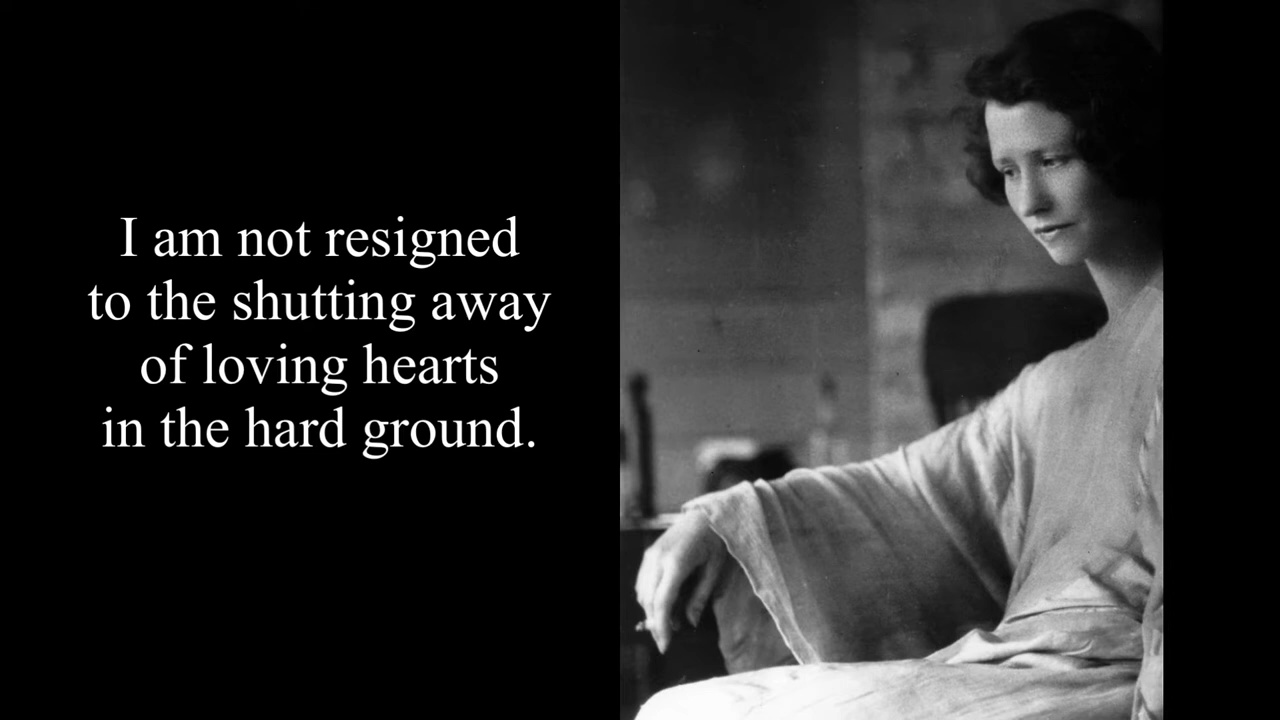 I am not resigned
to the shutting away
of loving hearts
in the hard ground.